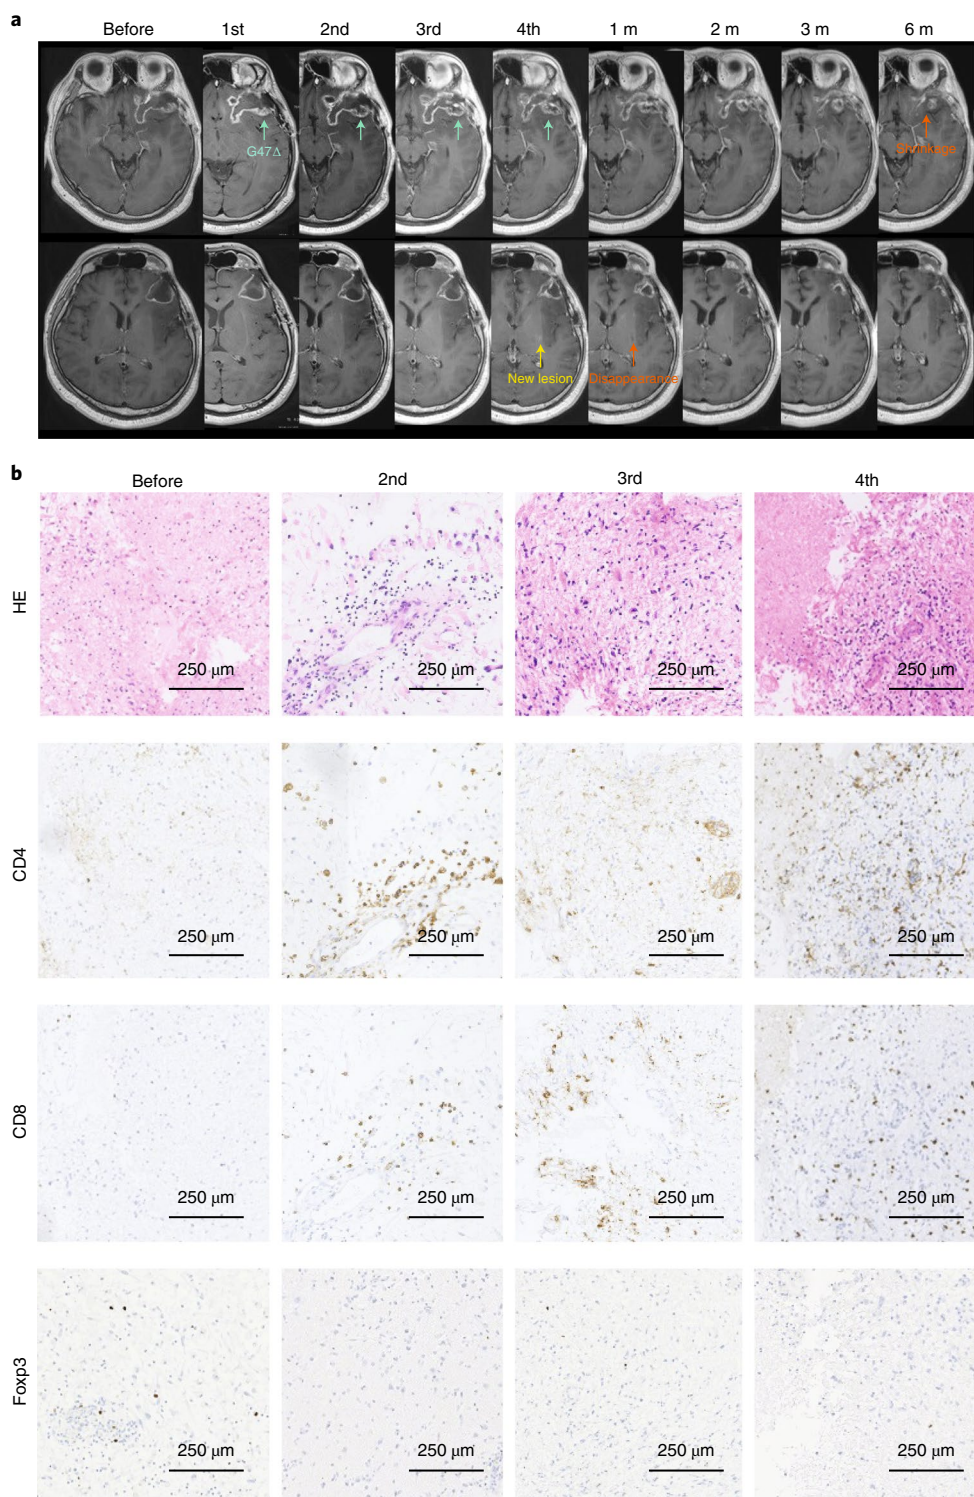 a
Before 1st 2nd 3rd 4th 1 m 2 m 3 m 6 m
G47Δ
Shrinkage
New lesion
Disappearance
b
Before 2nd 3rd 4th
HE
250 μm 250 μm 250 μm 250 μm
CD4
250 μm 250 μm 250 μm 250 μm
CD8
250 μm 250 μm 250 μm 250 μm
Foxp3
250 μm 250 μm 250 μm 250 μm